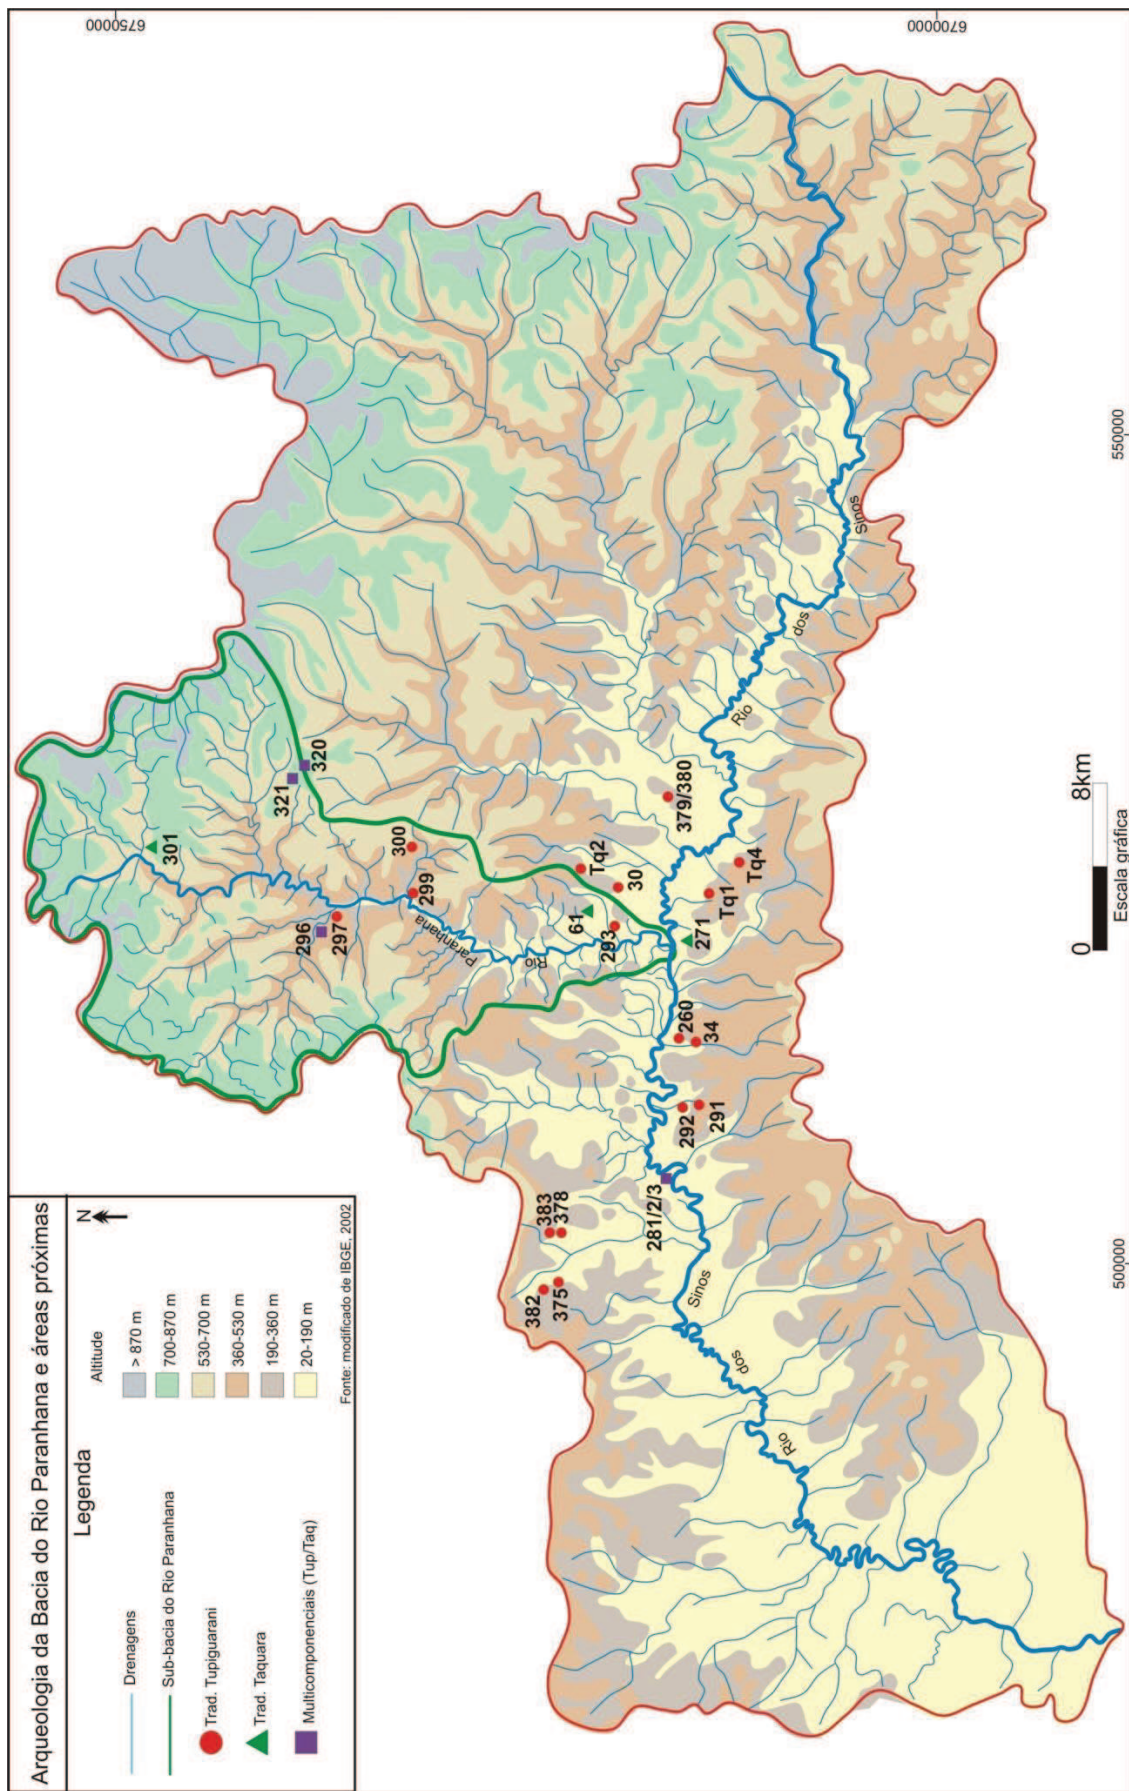 Arqueologia da Bacia do Rio Paranhana e áreas próximas
Legenda
N
Drenagens
Sub-bacia do Rio Paranhana
Trad. Tupiguarani
Trad. Taquara
Multicomponenciais (Tup/Taq)
Altitude
> 870 m
700-870 m
530-700 m
360-530 m
190-360 m
20-190 m
Fonte: modificado de IBGE, 2002
6750000
6700000
500000
550000
301
321
320
296
297
299
300
Rio
Paranhana
Tq2
30
61
293
379/380
271
Tq1
Tq4
260
34
292
291
281/2/3
383
378
382
375
Rio
dos
Sinos
Rio
dos
Sinos
0
8km
Escala gráfica